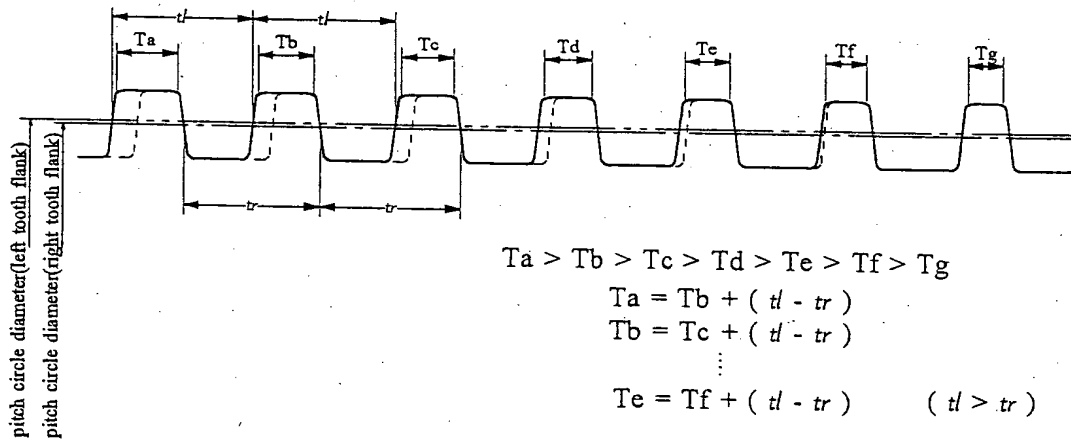 tl tl
Ta Tb Tc Td Te Tf Tg
tr tr
pitch circle diameter(left tooth flank)
pitch circle diameter(right tooth flank)
Ta > Tb > Tc > Td > Te > Tf > Tg
Ta = Tb + ( tl - tr )
Tb = Tc + ( tl - tr )
⋮
Te = Tf + ( tl - tr ) ( tl > tr )